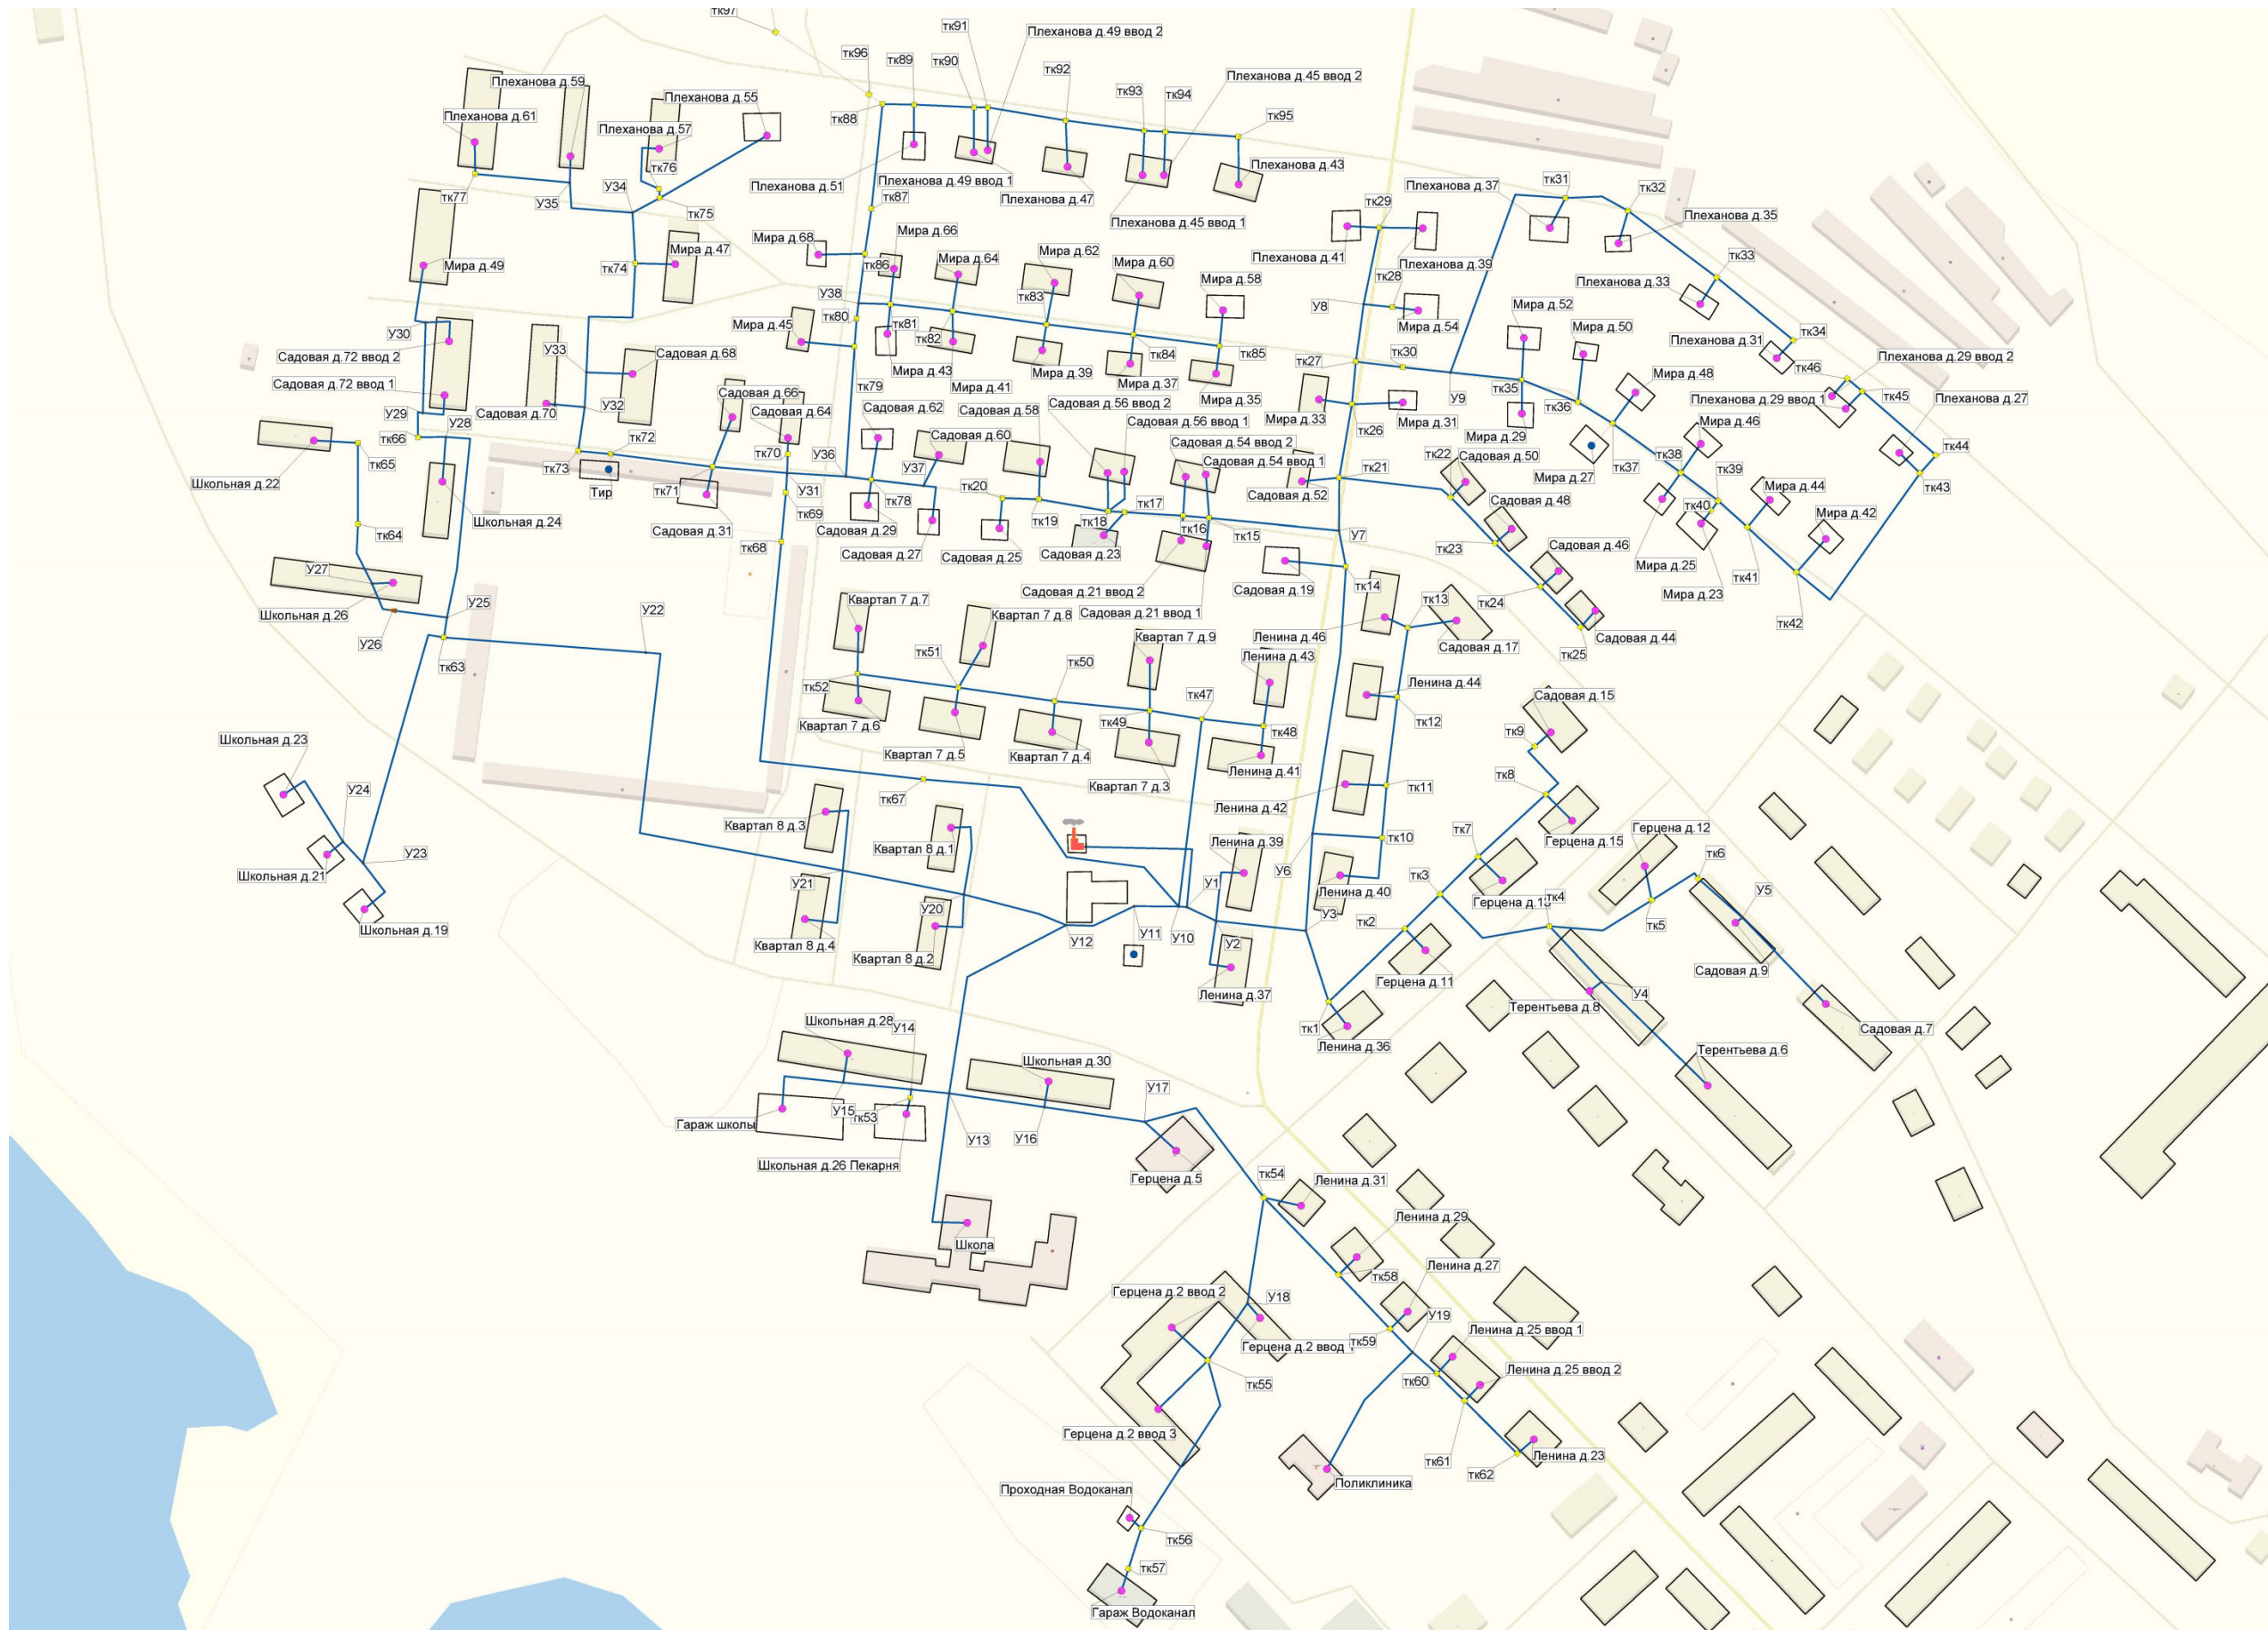 тк97
тк91
Плеханова д.49 ввод 2
тк96
тк89
тк90
тк92
Плеханова д.59
Плеханова д.45 ввод 2
тк93
тк94
Плеханова д.55
тк95
Плеханова д.61
тк88
Плеханова д.57
тк76
Плеханова д.51
Плеханова д.49 ввод 1
Плеханова д.47
Плеханова д.43
Плеханова д.37
тк31
тк32
У34
тк77
У35
тк75
тк87
Плеханова д.45 ввод 1
тк29
Плеханова д.35
Мира д.68
Мира д.66
Мира д.47
Мира д.49
тк74
тк86
Мира д.64
Мира д.62
Мира д.60
Плеханова д.41
Плеханова д.39
тк33
Мира д.58
тк28
Плеханова д.33
У38
тк83
У8
Мира д.52
Мира д.54
Мира д.50
У30
Мира д.45
тк80
тк81
тк82
тк84
тк85
тк34
Плеханова д.31
Плеханова д.29 ввод 2
Садовая д.72 ввод 2
У33
Садовая д.68
тк27
тк30
тк46
Мира д.43
Мира д.41
Мира д.39
Мира д.37
Садовая д.72 ввод 1
тк79
Садовая д.66
Мира д.35
У9
тк35
Мира д.48
тк45
Плеханова д.27
У29
У28
Садовая д.70
У32
Садовая д.64
Садовая д.62
Садовая д.58
Садовая д.56 ввод 2
Садовая д.56 ввод 1
Мира д.33
Мира д.31
Мира д.29
тк36
Плеханова д.29 ввод 1
тк66
тк72
Садовая д.60
Садовая д.54 ввод 2
тк26
Мира д.46
тк65
тк73
тк70
У36
У37
Садовая д.54 ввод 1
тк21
тк22
Садовая д.50
Мира д.27
тк37
тк38
тк44
Школьная д.22
Тир
тк71
У31
тк20
Садовая д.52
тк39
Мира д.44
тк43
тк69
тк78
тк17
Садовая д.48
тк40
Мира д.42
Школьная д.24
Садовая д.31
Садовая д.29
тк19
тк18
тк16
тк15
У7
тк64
тк68
Садовая д.27
Садовая д.25
Садовая д.23
тк23
Садовая д.46
Мира д.25
тк41
У27
Садовая д.21 ввод 2
Садовая д.19
тк14
Мира д.23
Школьная д.26
У25
У22
Квартал 7 д.7
Квартал 7 д.8
Садовая д.21 ввод 1
тк13
тк24
тк42
У26
Квартал 7 д.9
Ленина д.46
Садовая д.17
Садовая д.44
тк63
тк51
тк50
Ленина д.43
тк25
тк52
тк47
Ленина д.44
Садовая д.15
Квартал 7 д.6
тк49
тк48
тк12
Школьная д.23
Квартал 7 д.5
Квартал 7 д.4
тк9
Ленина д.41
тк8
У24
тк67
Квартал 7 д.3
Ленина д.42
тк11
Квартал 8 д.3
Квартал 8 д.1
Ленина д.39
тк10
тк7
Герцена д.15
Герцена д.12
У23
Школьная д.21
У21
У1
У6
Ленина д.40
тк3
тк6
У20
Герцена д.13
тк4
У5
Школьная д.19
Квартал 8 д.4
Квартал 8 д.2
У12
У11
У10
У2
У3
тк2
тк5
Ленина д.37
Герцена д.11
Садовая д.9
Терентьева д.8
У4
Школьная д.28
У14
тк1
Ленина д.36
Садовая д.7
Школьная д.30
Терентьева д.6
У17
Гараж школы
У15
тк53
У13
У16
Школьная д.26 Пекарня
Герцена д.5
тк54
Ленина д.31
Школа
Ленина д.29
Ленина д.27
тк58
Герцена д.2 ввод 2
У18
У19
Ленина д.25 ввод 1
Герцена д.2 ввод 1
тк59
Ленина д.25 ввод 2
тк55
тк60
Герцена д.2 ввод 3
тк61
тк62
Ленина д.23
Поликлиника
Проходная Водоканал
тк56
тк57
Гараж Водоканал